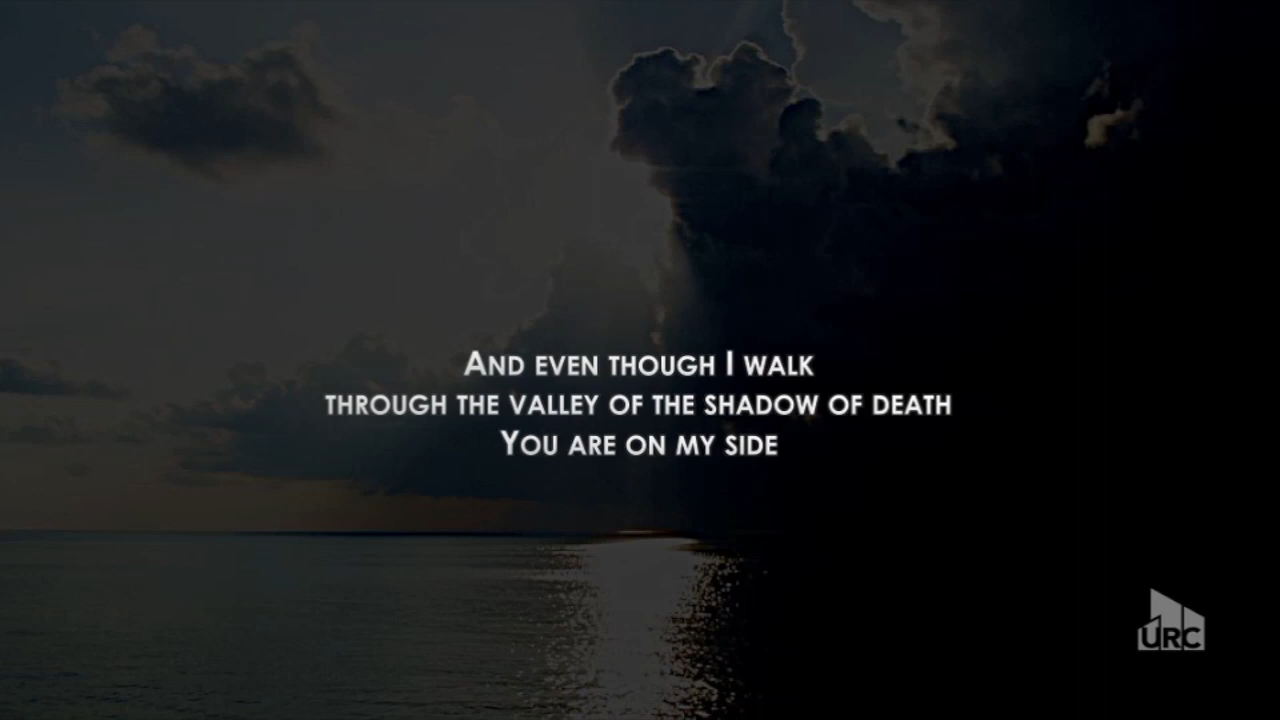 And even though I walk
through the valley of the shadow of death
You are on my side
URC